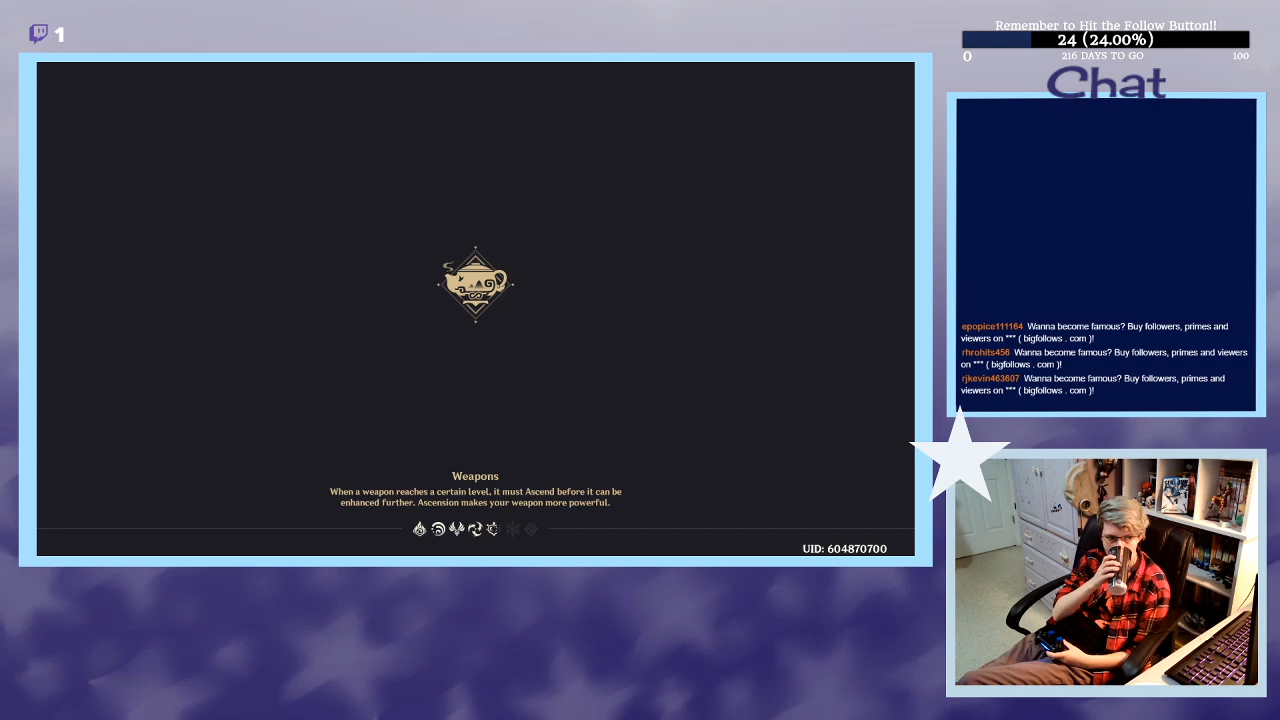 1
Remember to Hit the Follow Button!!
24 (24.00%)
0
216 DAYS TO GO
100
Chat
epopice111164 Wanna become famous? Buy followers, primes and
viewers on *** ( bigfollows . com )!
rhrohits456 Wanna become famous? Buy followers, primes and viewers
on *** ( bigfollows . com )!
rjkevin463607 Wanna become famous? Buy followers, primes and
viewers on *** ( bigfollows . com )!
Weapons
When a weapon reaches a certain level, it must Ascend before it can be
enhanced further. Ascension makes your weapon more powerful.
UID: 604870700